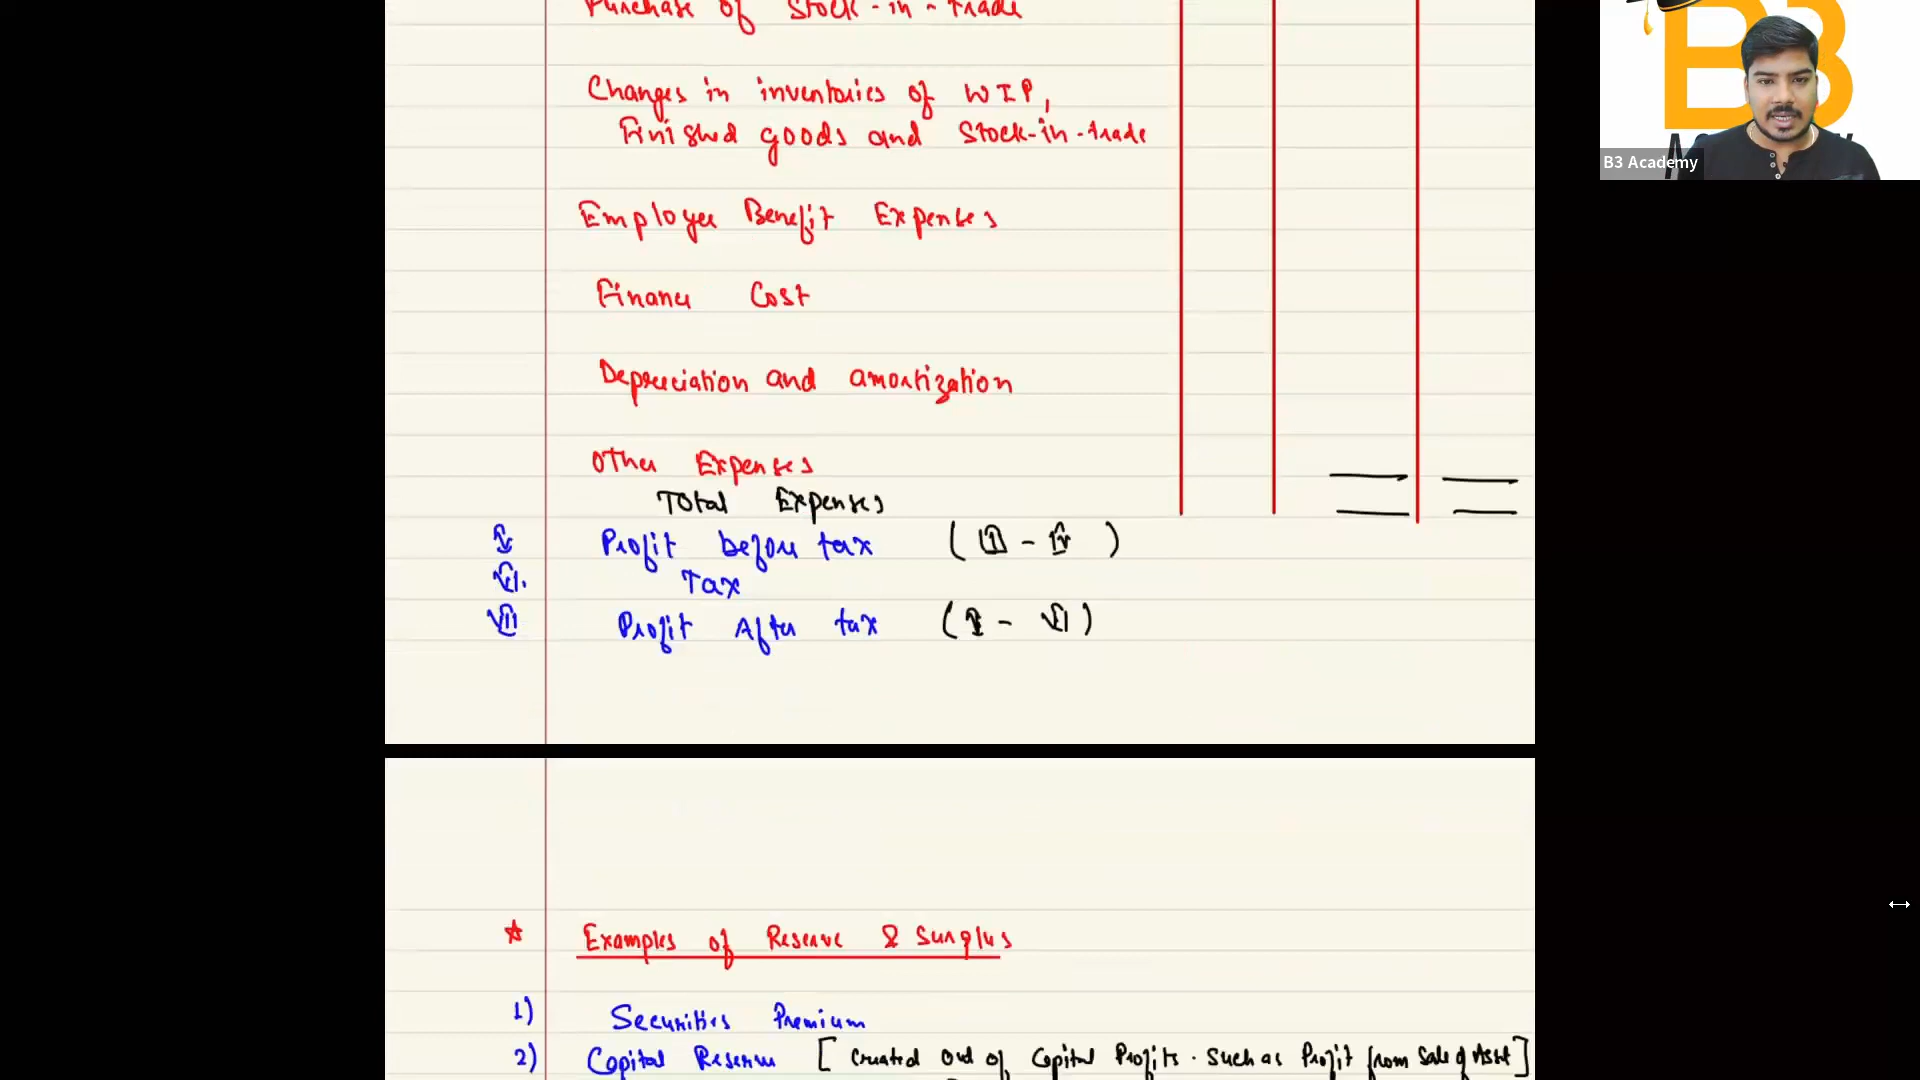 Purchase of Stock-in-trade
B3
B3 Academy
Changes in inventories of WIP,
Finished goods and Stock-in-trade
Employee Benefit Expenses
Finance Cost
Depreciation and amortization
Other Expenses
Total Expenses
V Profit before tax (III - IV)
VI. Tax
VII Profit After tax (V - VI)
Examples of Reserve & Surplus
1) Securities Premium
2) Capital Reserve [Created out of Capital Profits. Such as Profit from Sale of Asset]